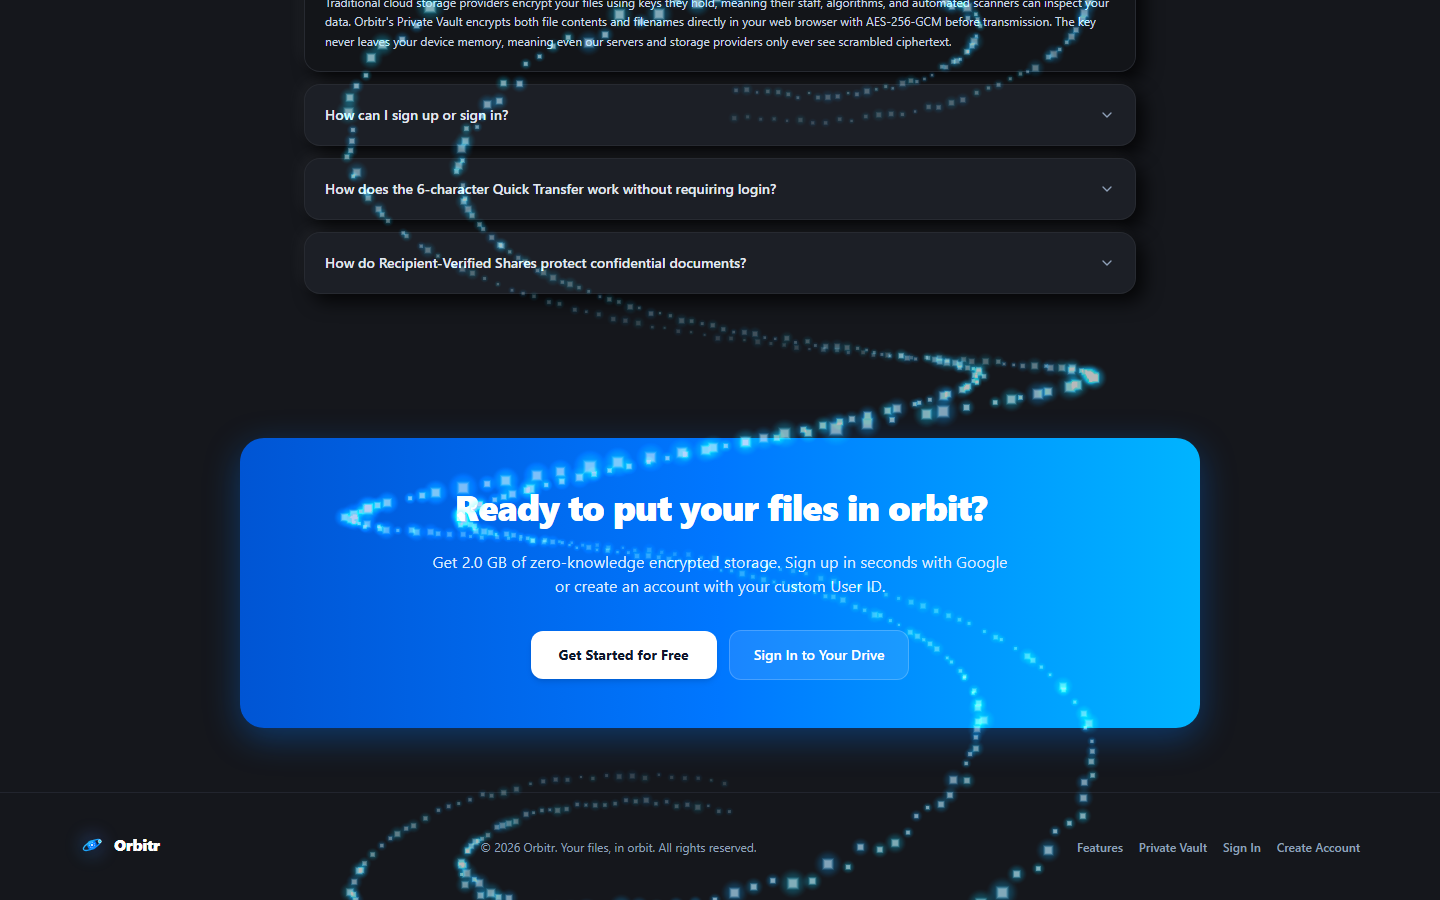 Traditional cloud storage providers encrypt your files using keys they hold, meaning their staff, algorithms, and automated scanners can inspect your
data. Orbitr's Private Vault encrypts both file contents and filenames directly in your web browser with AES-256-GCM before transmission. The key
never leaves your device memory, meaning even our servers and storage providers only ever see scrambled ciphertext.
How can I sign up or sign in?
How does the 6-character Quick Transfer work without requiring login?
How do Recipient-Verified Shares protect confidential documents?
Ready to put your files in orbit?
Get 2.0 GB of zero-knowledge encrypted storage. Sign up in seconds with Google
or create an account with your custom User ID.
Get Started for Free
Sign In to Your Drive
Orbitr
© 2026 Orbitr. Your files, in orbit. All rights reserved.
Features Private Vault Sign In Create Account